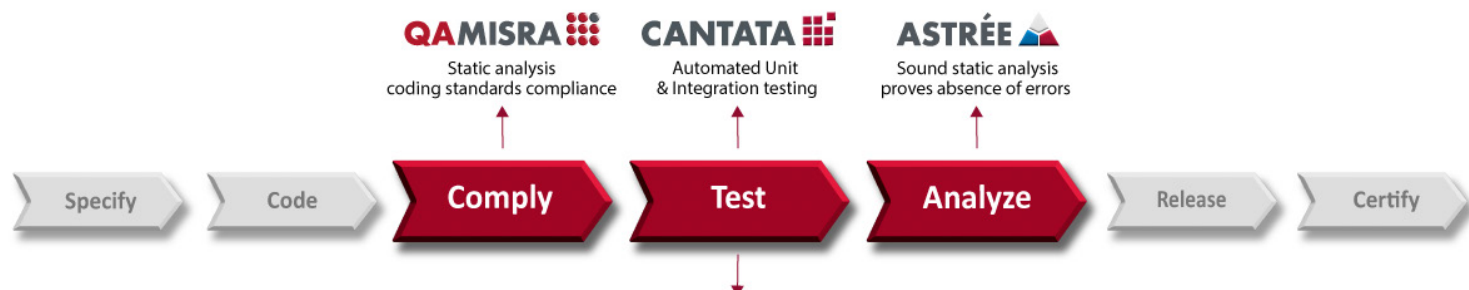 QAMISRA
Static analysis
coding standards compliance
CANTATA
Automated Unit
& Integration testing
ASTRÉE
Sound static analysis
proves absence of errors
Specify
Code
Comply
Test
Analyze
Release
Certify